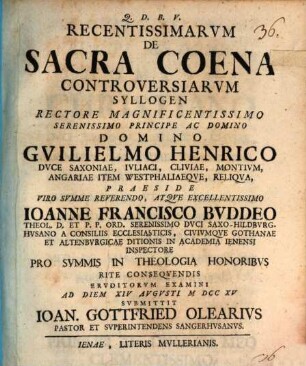 36.
Q. D. B. V.
RECENTISSIMARVM
DE
SACRA COENA
CONTROVERSIARVM
SYLLOGEN
RECTORE MAGNIFICENTISSIMO
SERENISSIMO PRINCIPE AC DOMINO
DOMINO
GVILIELMO HENRICO
DVCE SAXONIAE, IVLIACI, CLIVIAE, MONTIVM,
ANGARIAE ITEM WESTPHALIAEQVE, RELIQVA,
PRAESIDE
VIRO SVMME REVERENDO, ATQVE EXCELLENTISSIMO
IOANNE FRANCISCO BVDDEO
THEOL. D. ET P. P. ORD. SERENISSIMO DVCI SAXO-HILDBVRG-
HVSANO A CONSILIIS ECCLESIASTICIS, CIVIVMQVE GOTHANAE
ET ALTENBVRGICAE DITIONIS IN ACADEMIA IENENSI
INSPECTORE
PRO SVMMIS IN THEOLOGIA HONORIBVS
RITE CONSEQVENDIS
ERVDITORVM EXAMINI
AD DIEM XIV AVGVSTI M DCC XV
SVBMITTIT
IOAN. GOTTFRIED OLEARIVS
PASTOR ET SVPERINTENDENS SANGERHVSANVS.
IENAE, LITERIS MVLLERIANIS.